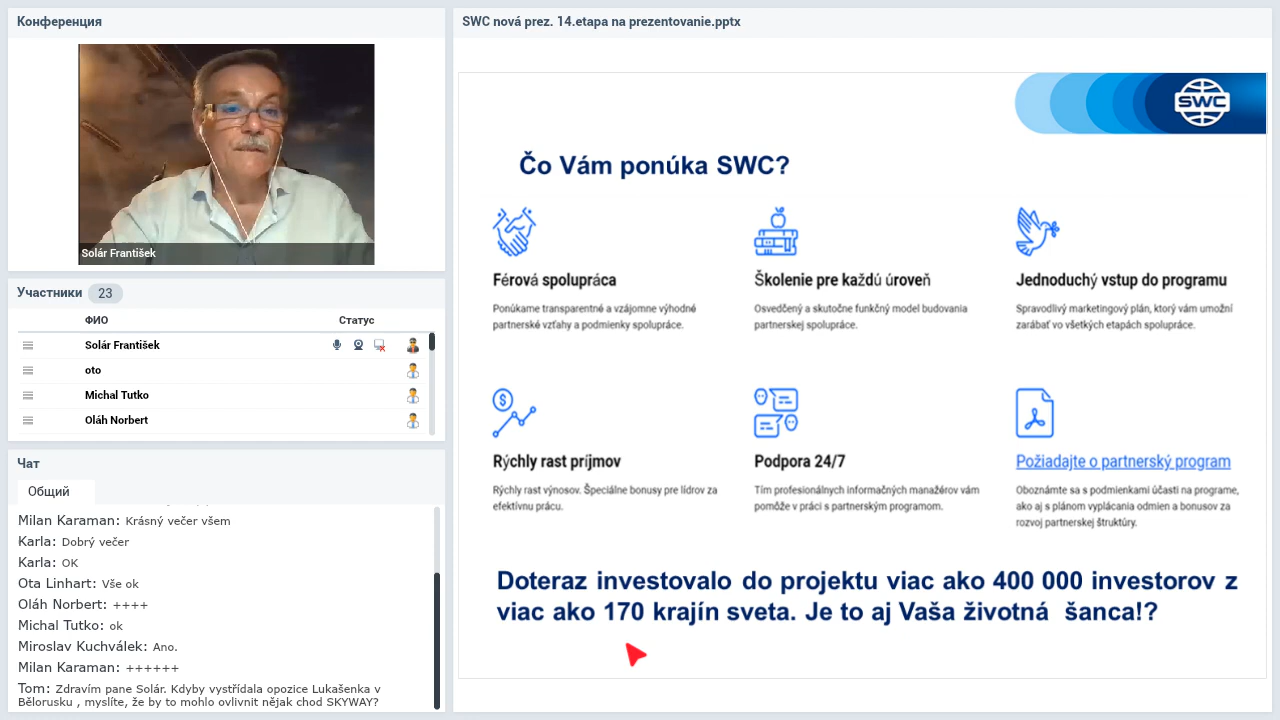 Конференция
Solár František
Участники 23
ФИО Статус
Solár František
oto
Michal Tutko
Oláh Norbert
Чат
Общий
Milan Karaman: Krásný večer všem
Karla: Dobrý večer
Karla: OK
Ota Linhart: Vše ok
Oláh Norbert: ++++
Michal Tutko: ok
Miroslav Kuchválek: Ano.
Milan Karaman: ++++++
Tom: Zdravím pane Solár. Kdyby vystřídala opozice Lukašenka v
Bělorusku , myslíte, že by to mohlo ovlivnit nějak chod SKYWAY?
SWC nová prez. 14.etapa na prezentovanie.pptx
SWC
Čo Vám ponúka SWC?
Férová spolupráca
Ponúkame transparentné a vzájomne výhodné
partnerské vzťahy a podmienky spolupráce.
Školenie pre každú úroveň
Osvedčený a skutočne funkčný model budovania
partnerskej spolupráce.
Jednoduchý vstup do programu
Spravodlivý marketingový plán, ktorý vám umožní
zarábať vo všetkých etapách spolupráce.
Rýchly rast príjmov
Rýchly rast výnosov. Špeciálne bonusy pre lídrov za
efektívnu prácu.
Podpora 24/7
Tím profesionálnych informačných manažérov vám
pomôže v práci s partnerským programom.
Požiadajte o partnerský program
Oboznámte sa s podmienkami účasti na programe,
ako aj s plánom vyplácania odmien a bonusov za
rozvoj partnerskej štruktúry.
Doteraz investovalo do projektu viac ako 400 000 investorov z
viac ako 170 krajín sveta. Je to aj Vaša životná šanca!?